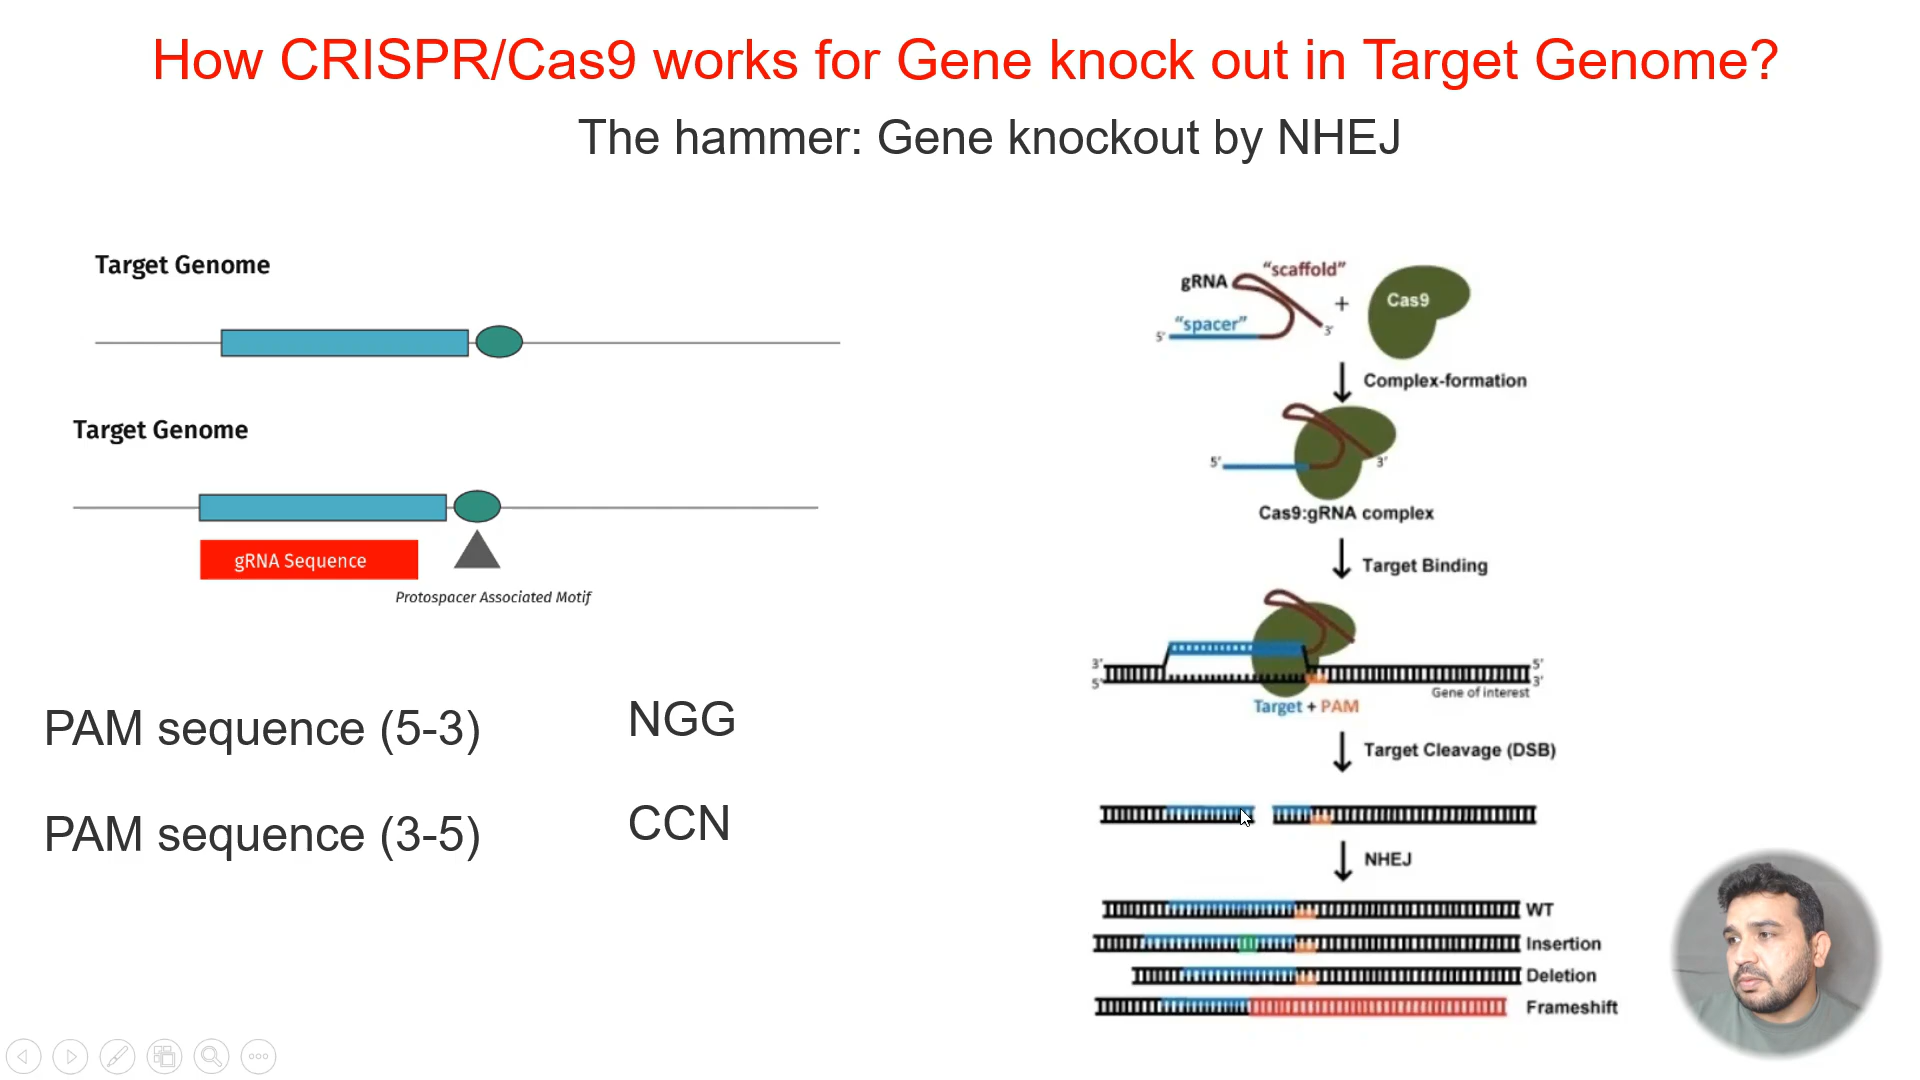 How CRISPR/Cas9 works for Gene knock out in Target Genome?
The hammer: Gene knockout by NHEJ
Target Genome
Target Genome
gRNA Sequence
Protospacer Associated Motif
PAM sequence (5-3)
NGG
PAM sequence (3-5)
CCN
gRNA
“scaffold”
+
Cas9
“spacer”
5'
3'
Complex-formation
5'
3'
Cas9:gRNA complex
Target Binding
3'
5'
5'
3'
Gene of interest
Target + PAM
Target Cleavage (DSB)
NHEJ
WT
Insertion
Deletion
Frameshift